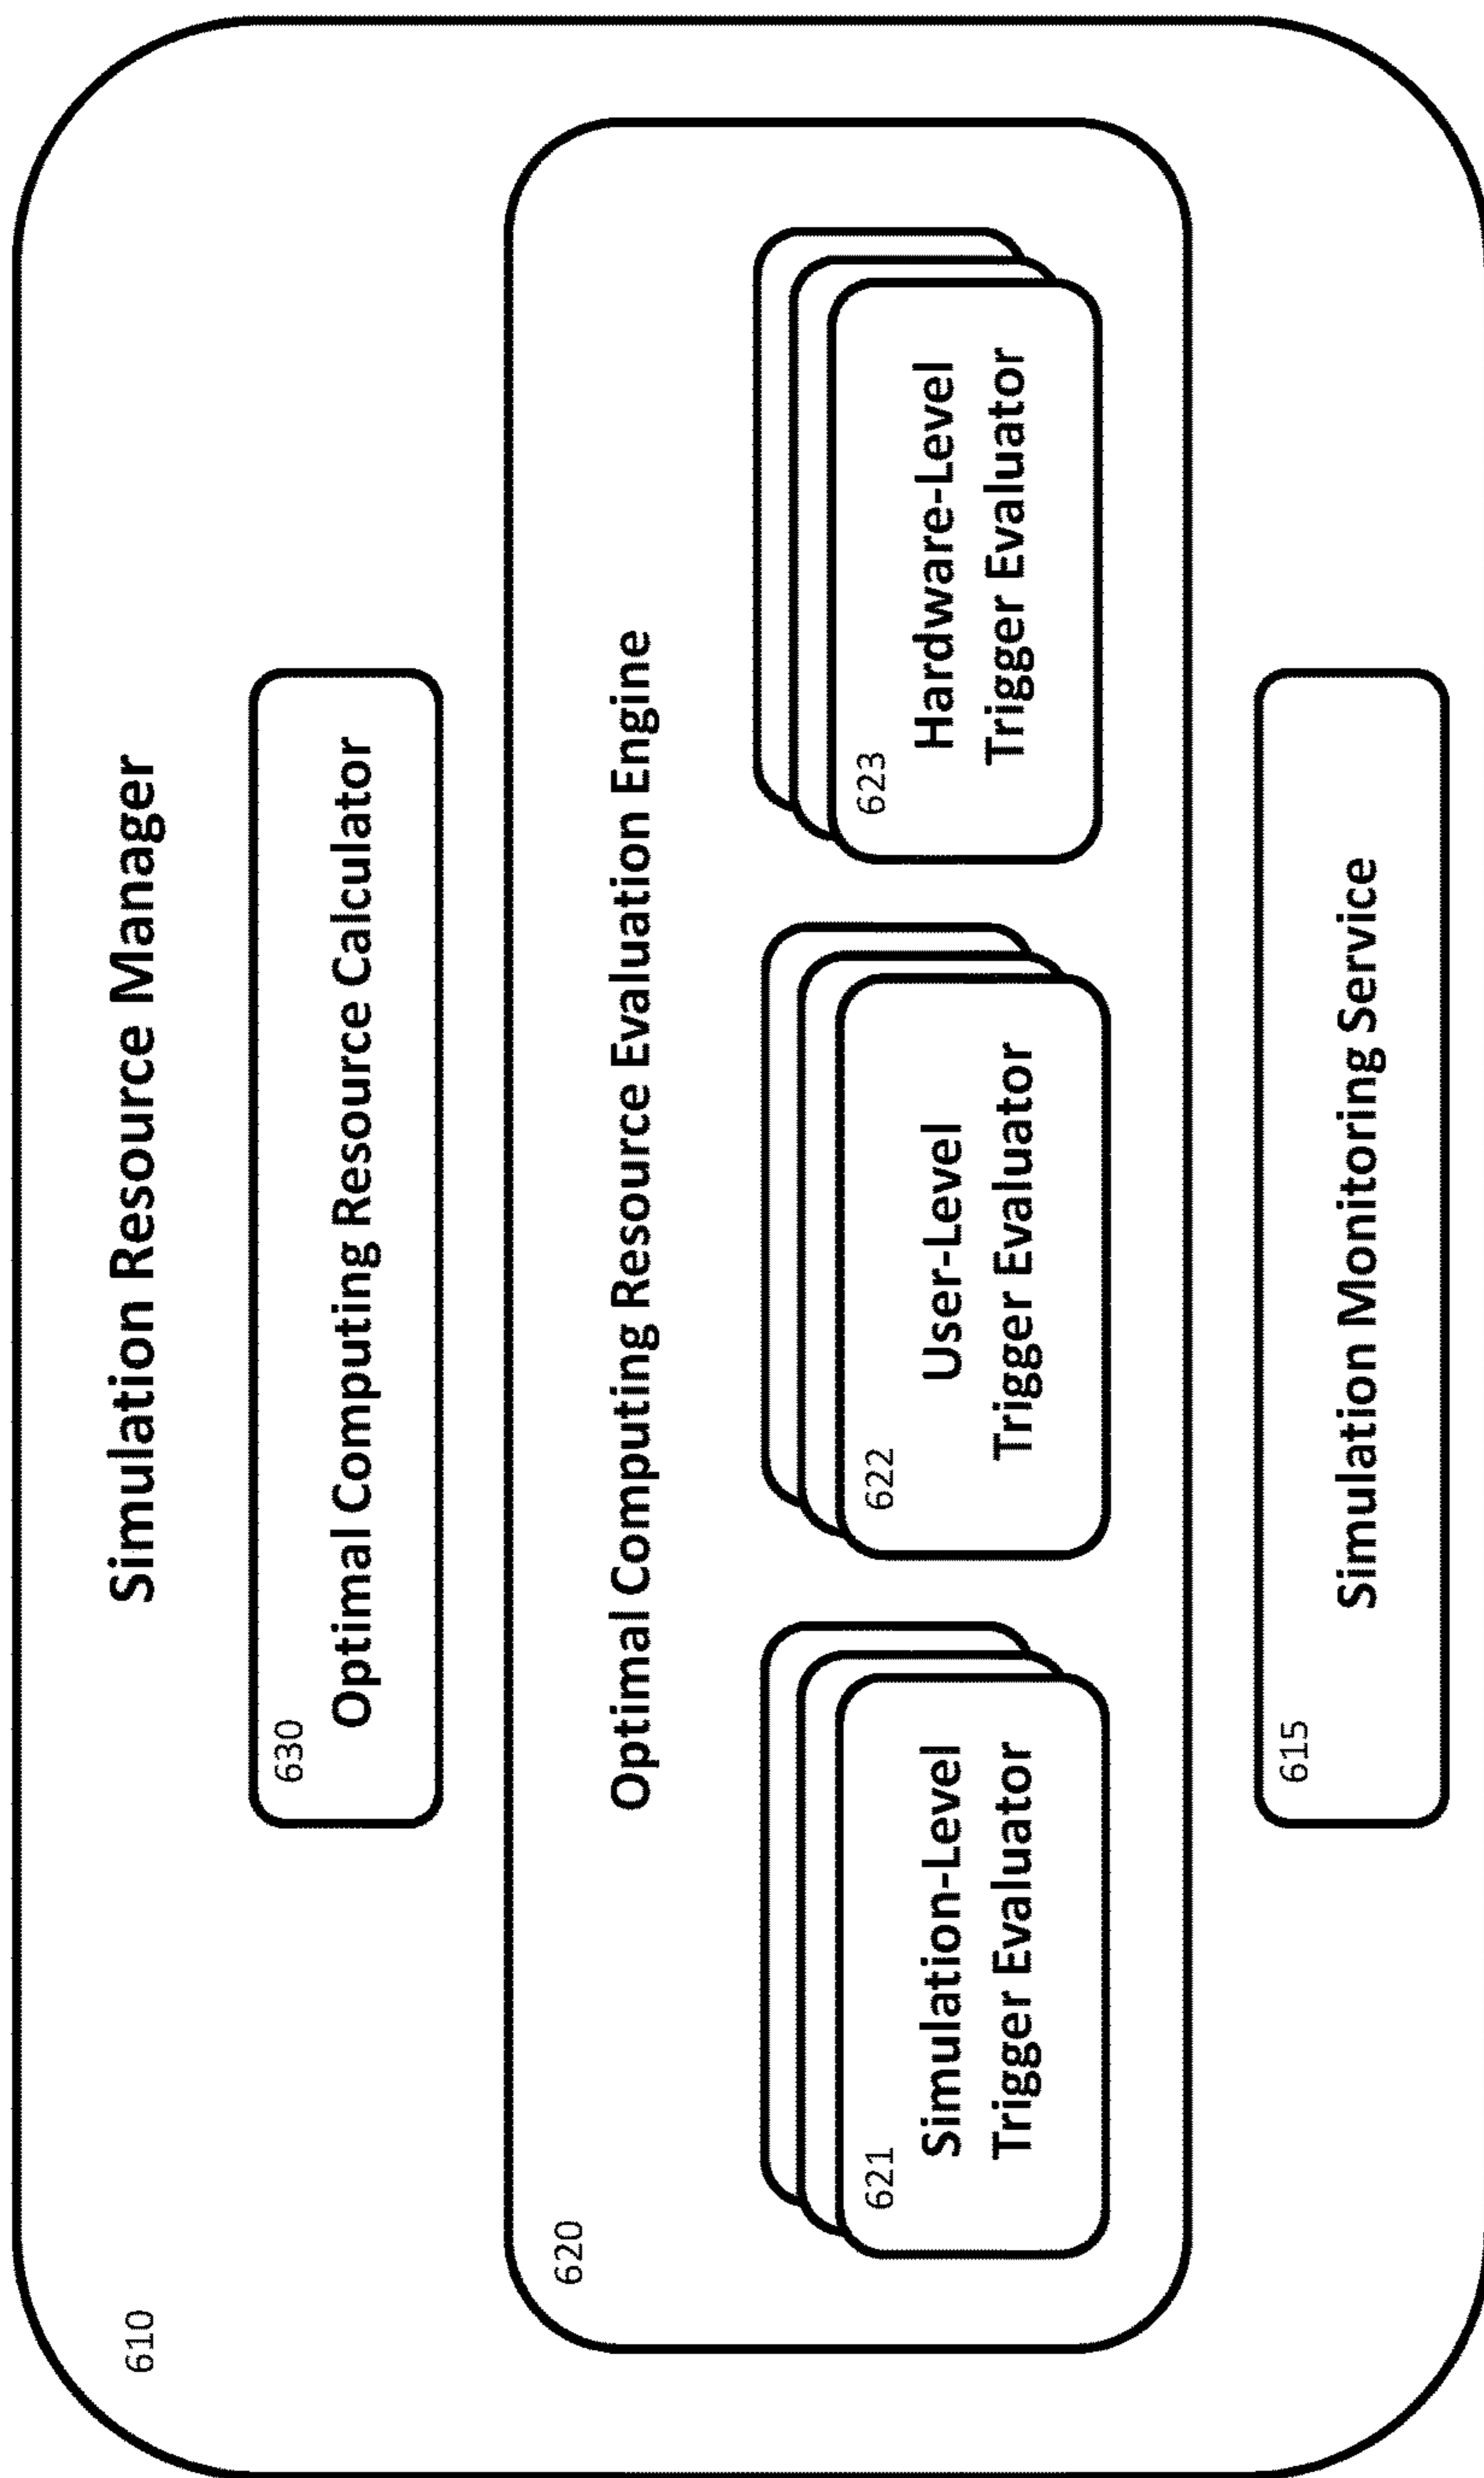 610
Simulation Resource Manager
630
Optimal Computing Resource Calculator
620
Optimal Computing Resource Evaluation Engine
621
Simulation-Level
Trigger Evaluator
622
User-Level
Trigger Evaluator
623
Hardware-Level
Trigger Evaluator
615
Simulation Monitoring Service